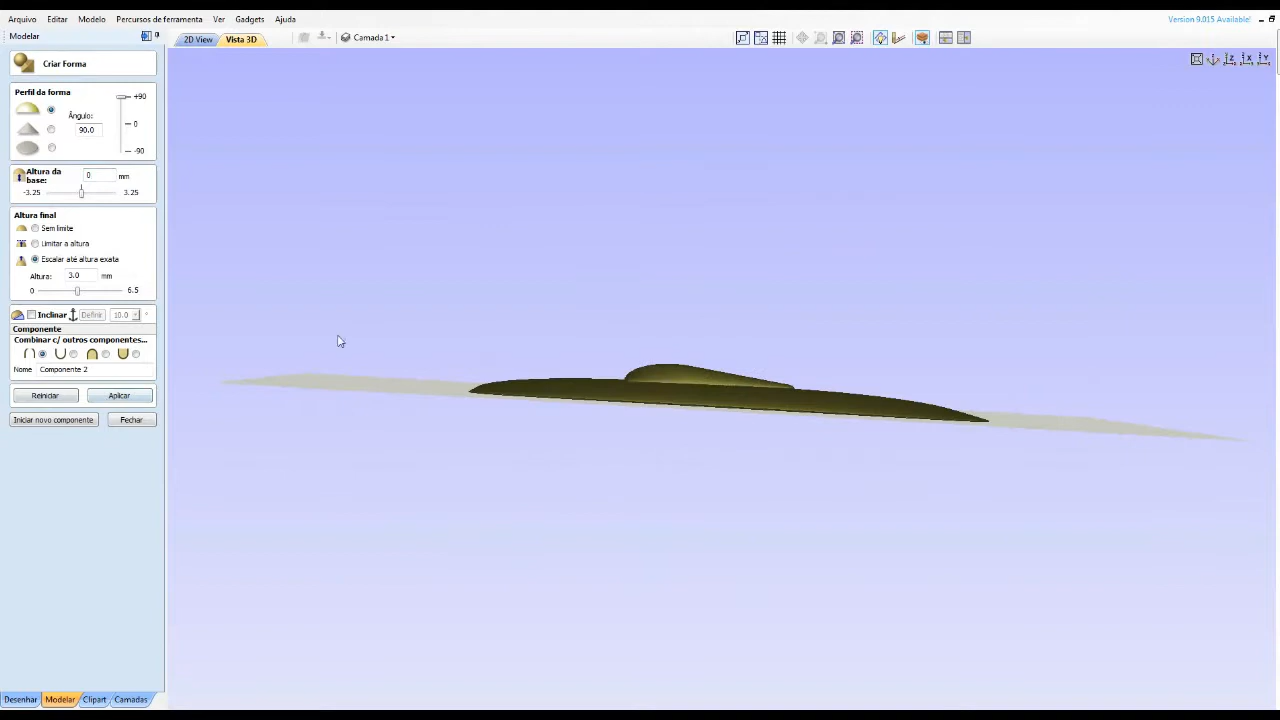 Arquivo Editar Modelo Percursos de ferramenta Ver Gadgets Ajuda Version 9.015 Available!
Modelar 2D View Vista 3D Camada 1
Criar Forma
Perfil da forma
+90
Ângulo:
0
90.0
-90
Altura da base: 0 mm
-3.25 3.25
Altura final
Sem limite
Limitar a altura
Escalar até altura exata
Altura: 3.0 mm
0 6.5
Inclinar Definir 10.0 °
Componente
Combinar c/ outros componentes...
Nome Componente 2
Reiniciar Aplicar
Iniciar novo componente Fechar
Desenhar Modelar Clipart Camadas